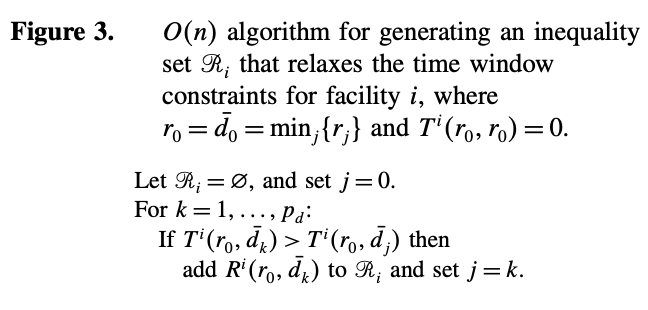 Figure 3. O(n) algorithm for generating an inequality
set ℛᵢ that relaxes the time window
constraints for facility i, where
r₀ = d̄₀ = minⱼ{rⱼ} and Tⁱ(r₀, r₀) = 0.
Let ℛᵢ = ∅, and set j = 0.
For k = 1, . . . , p_d:
If Tⁱ(r₀, d̄ₖ) > Tⁱ(r₀, d̄ⱼ) then
add Rⁱ(r₀, d̄ₖ) to ℛᵢ and set j = k.